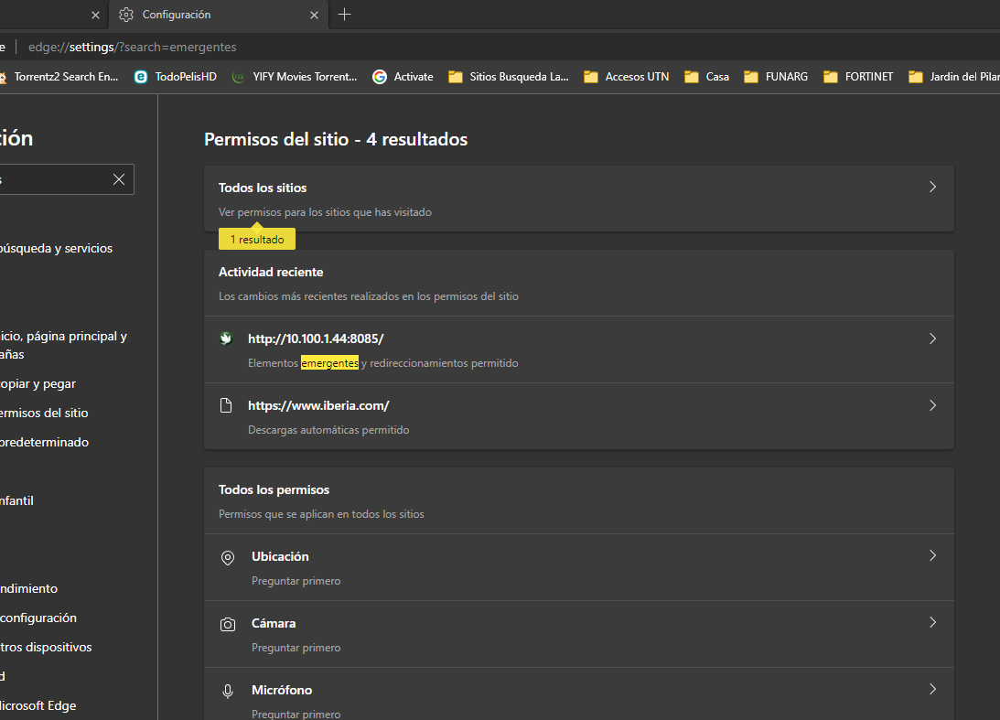 Configuración
e edge://settings/?search=emergentes
Torrentz2 Search En... TodoPelisHD YIFY Movies Torrent... Activate Sitios Busqueda La... Accesos UTN Casa FUNARG FORTINET Jardin del Pilar
ción
s
búsqueda y servicios
icio, página principal y
añas
opiar y pegar
ermisos del sitio
predeterminado
nfantil
ndimiento
configuración
tros dispositivos
d
Microsoft Edge
Permisos del sitio - 4 resultados
Todos los sitios
Ver permisos para los sitios que has visitado
1 resultado
Actividad reciente
Los cambios más recientes realizados en los permisos del sitio
http://10.100.1.44:8085/
Elementos emergentes y redireccionamientos permitido
https://www.iberia.com/
Descargas automáticas permitido
Todos los permisos
Permisos que se aplican en todos los sitios
Ubicación
Preguntar primero
Cámara
Preguntar primero
Micrófono
Preguntar primero